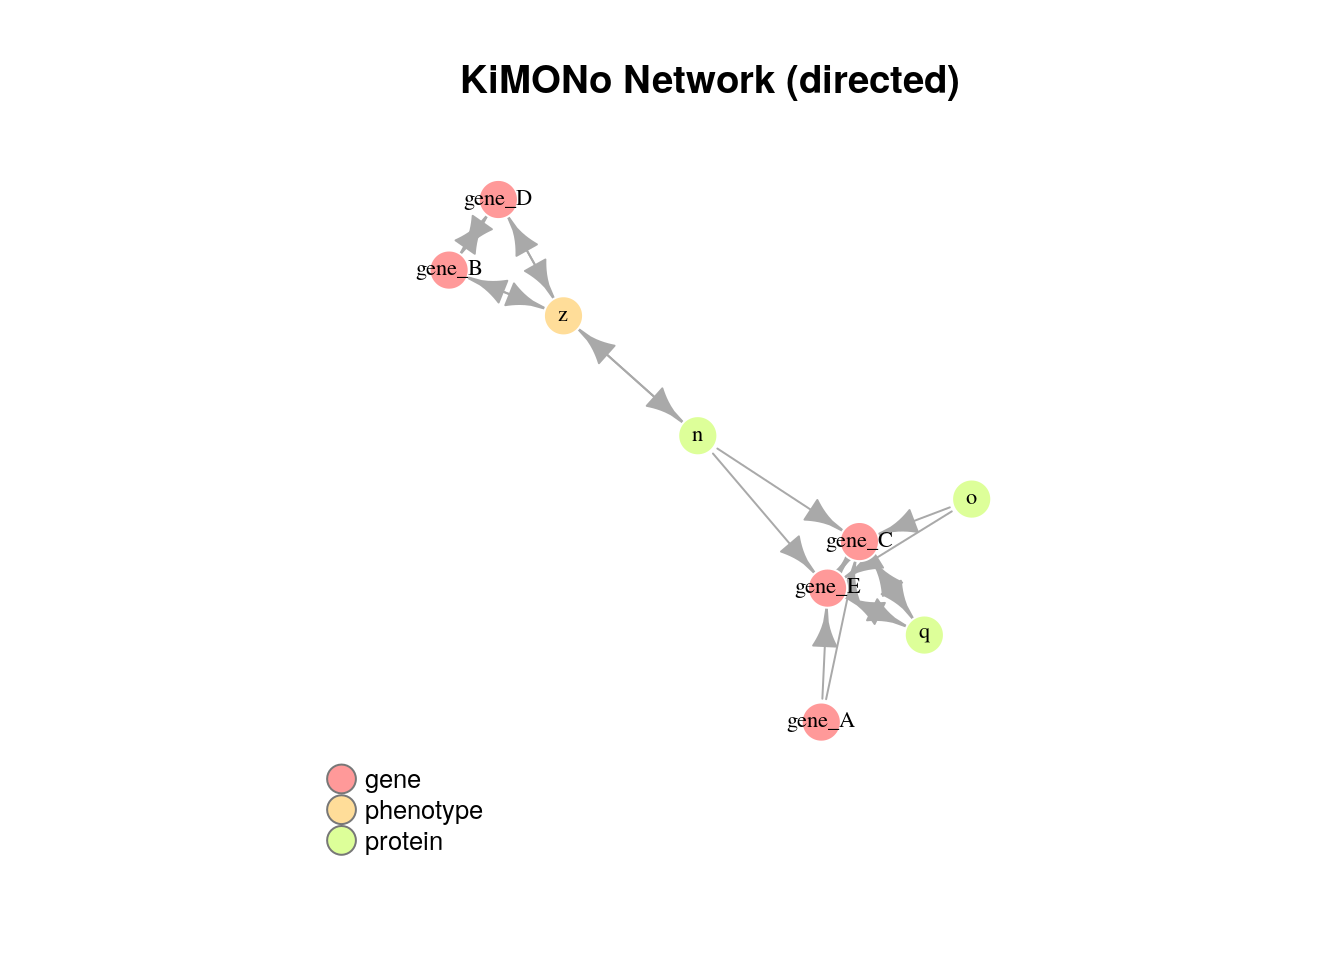 KiMONo Network (directed)
gene_D
gene_B
z
n
o
gene_C
gene_E
q
gene_A
gene
phenotype
protein